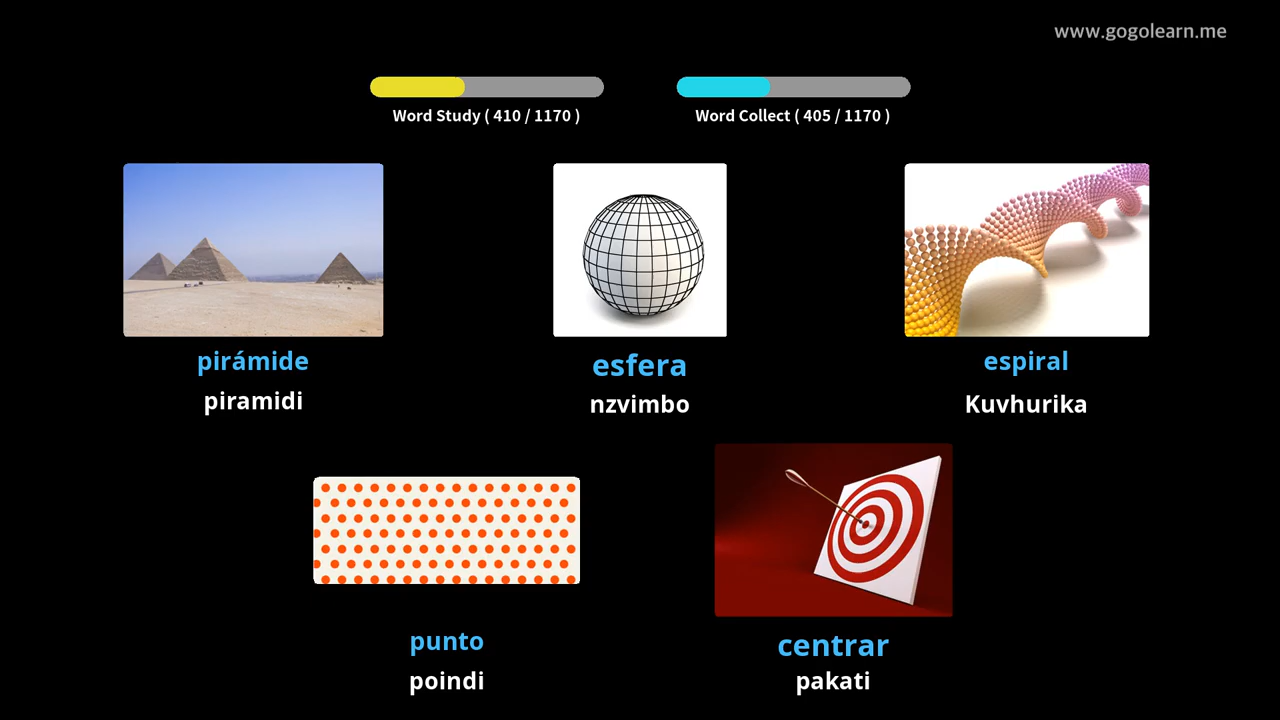 www.gogolearn.me
Word Study ( 410 / 1170 )
Word Collect ( 405 / 1170 )
pirámide
piramidi
esfera
nzvimbo
espiral
Kuvhurika
punto
poindi
centrar
pakati